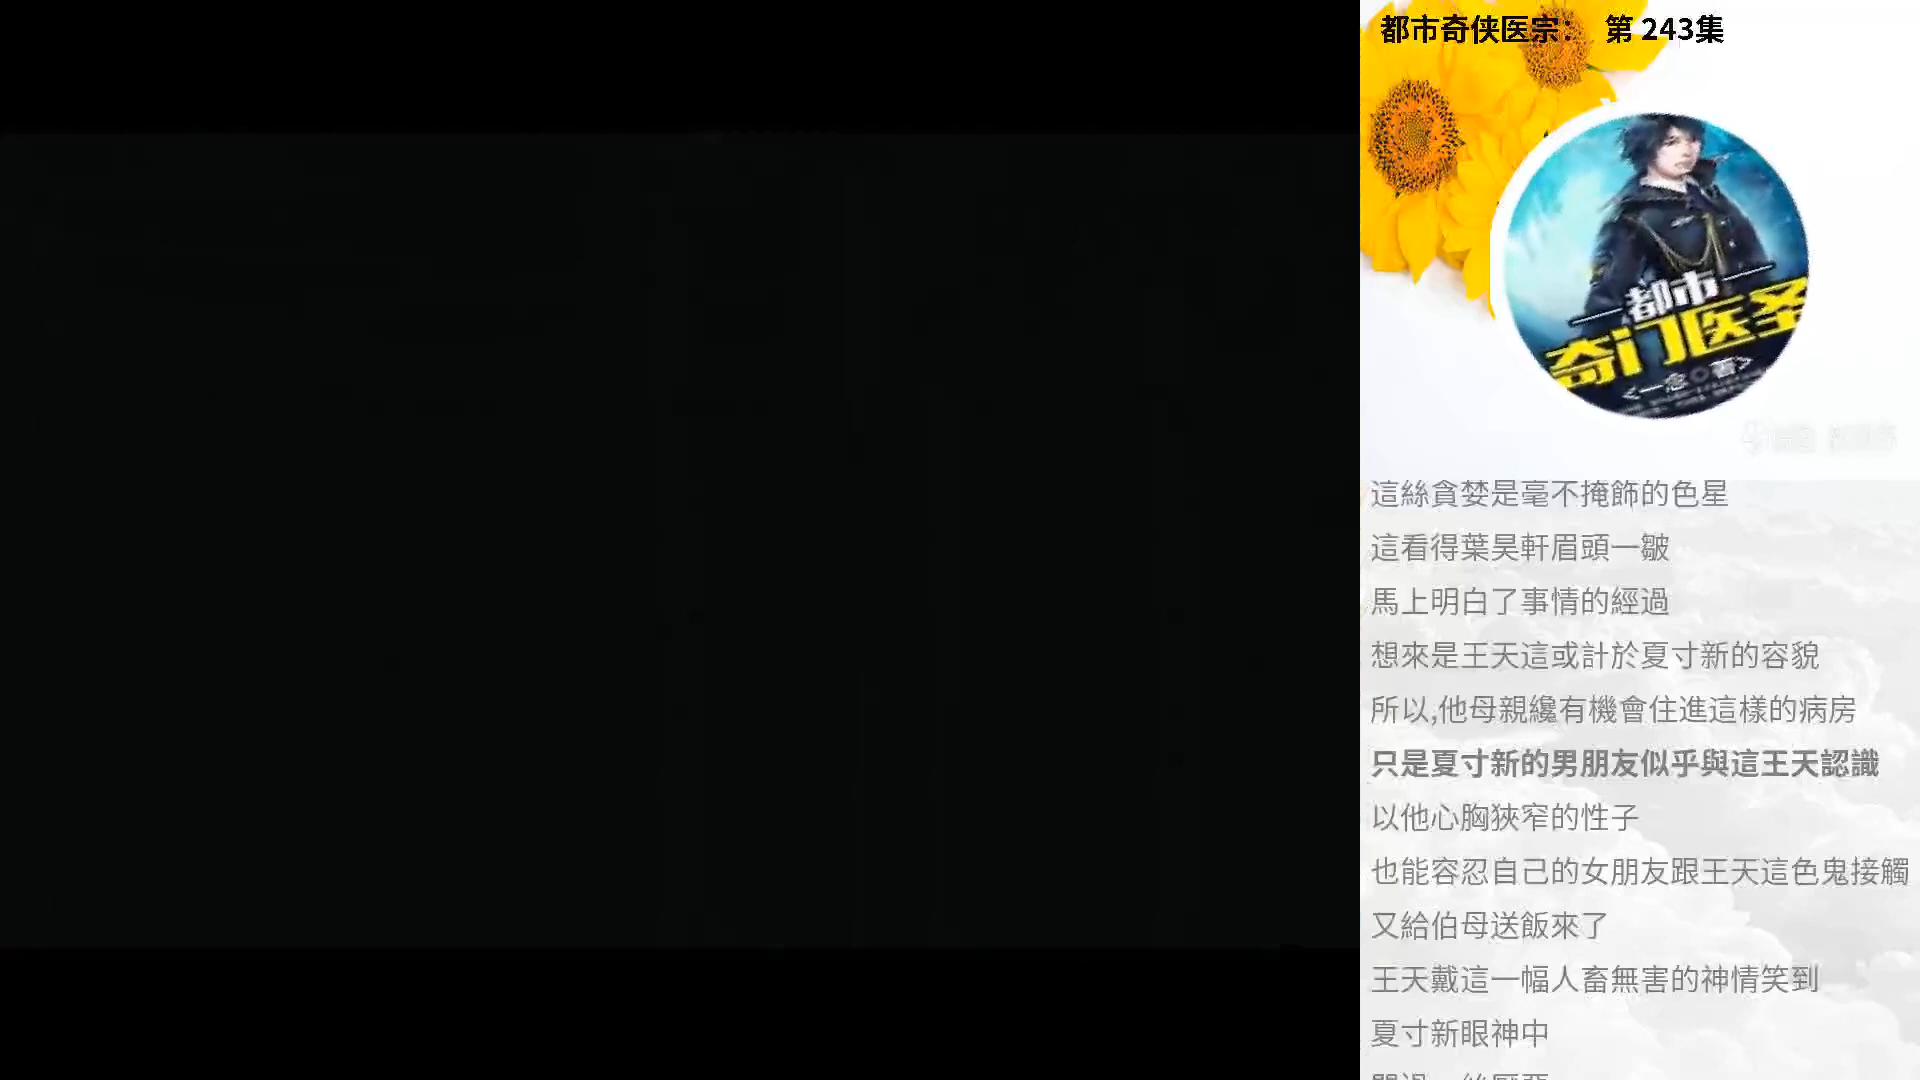 都市奇侠医宗： 第 243集
都市
奇门医圣
<一念◎著>
這絲貪婪是毫不掩飾的色星
這看得葉昊軒眉頭一皺
馬上明白了事情的經過
想來是王天這或計於夏寸新的容貌
所以,他母親纔有機會住進這樣的病房
只是夏寸新的男朋友似乎與這王天認識
以他心胸狹窄的性子
也能容忍自己的女朋友跟王天這色鬼接觸
又給伯母送飯來了
王天戴這一幅人畜無害的神情笑到
夏寸新眼神中